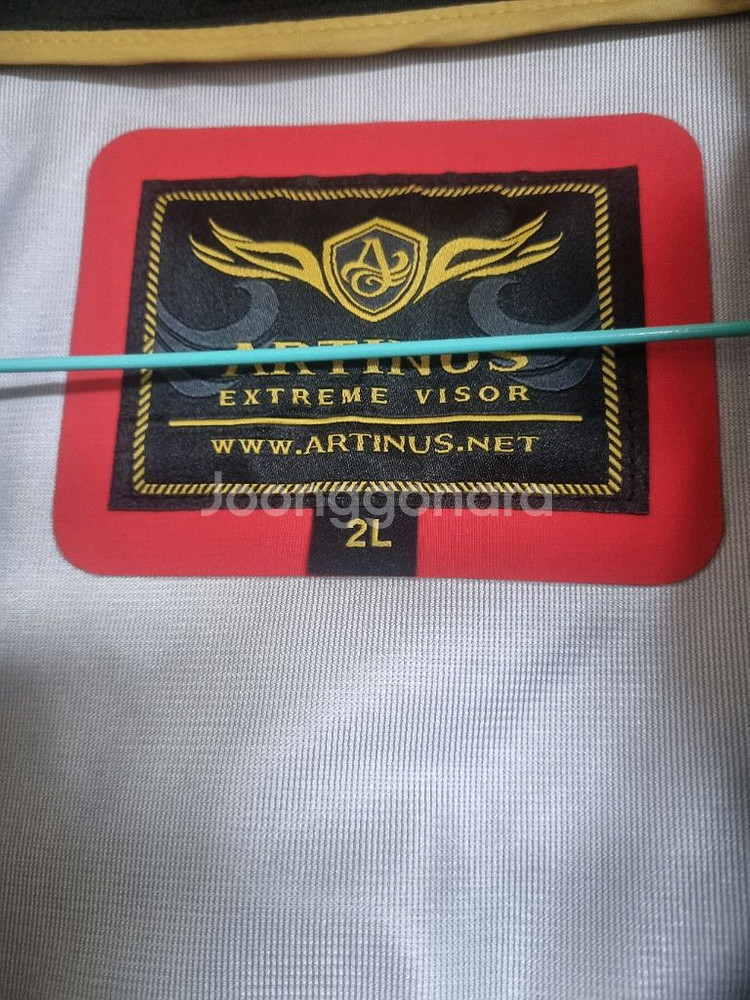 A
ARTINUS
EXTREME VISOR
WWW.ARTINUS.NET
Joonggonara
2L